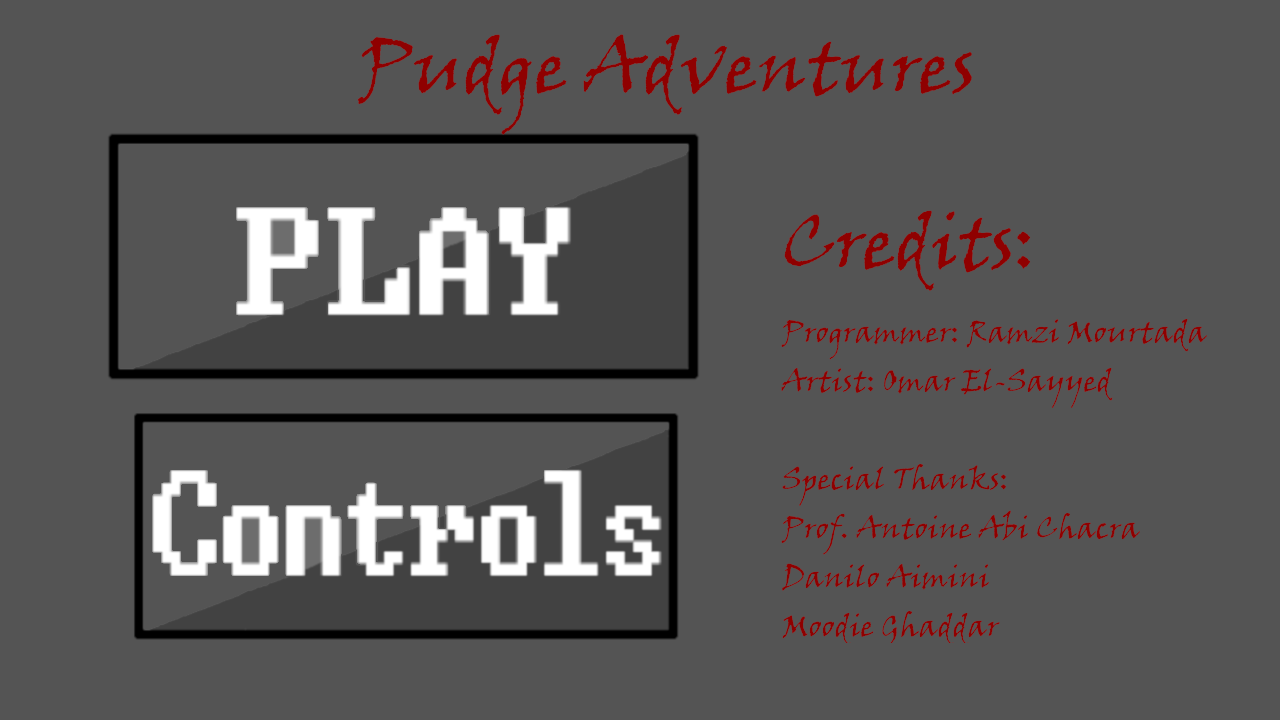 Pudge Adventures
PLAY
Controls
Credits:
Programmer: Ramzi Mourtada
Artist: Omar El-Sayyed
Special Thanks:
Prof. Antoine Abi Chacra
Danilo Aimini
Moodie Ghaddar